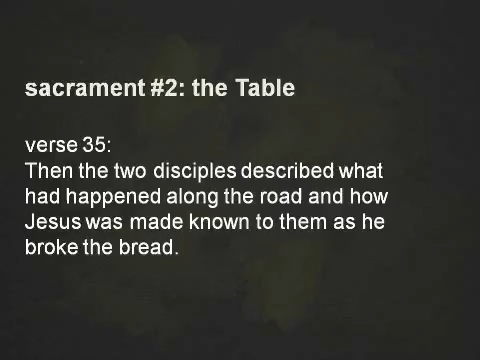 sacrament #2: the Table
verse 35:
Then the two disciples described what
had happened along the road and how
Jesus was made known to them as he
broke the bread.